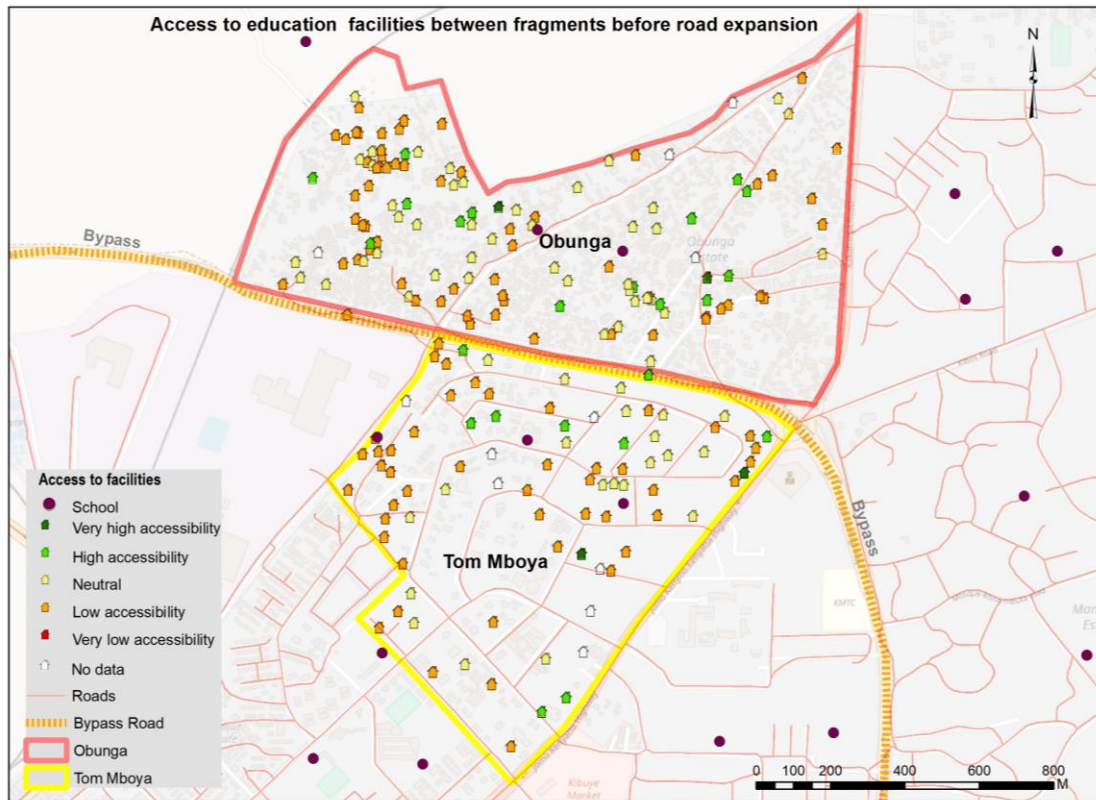 Access to education  facilities between fragments before road expansion
N
Bypass
Obunga
Obunga
Estate
Bypass
Tom Mboya
KMTC
Kibuye
Market
Access to facilities
School
Very high accessibility
High accessibility
Neutral
Low accessibility
Very low accessibility
No data
Roads
Bypass Road
Obunga
Tom Mboya
0 100 200 400 600 800
M